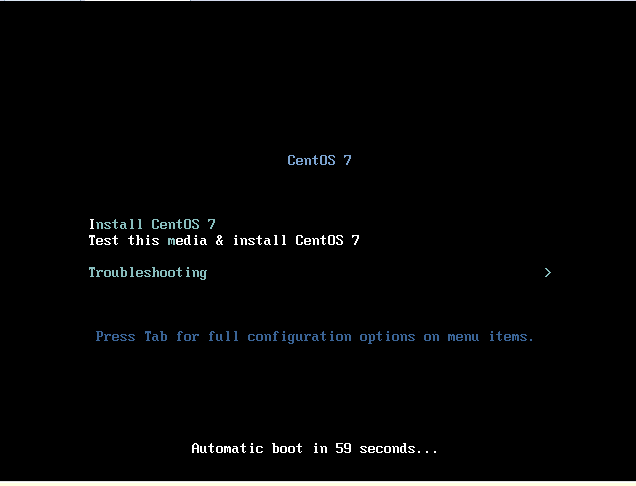 CentOS 7
Install CentOS 7
Test this media & install CentOS 7
Troubleshooting >
Press Tab for full configuration options on menu items.
Automatic boot in 59 seconds...